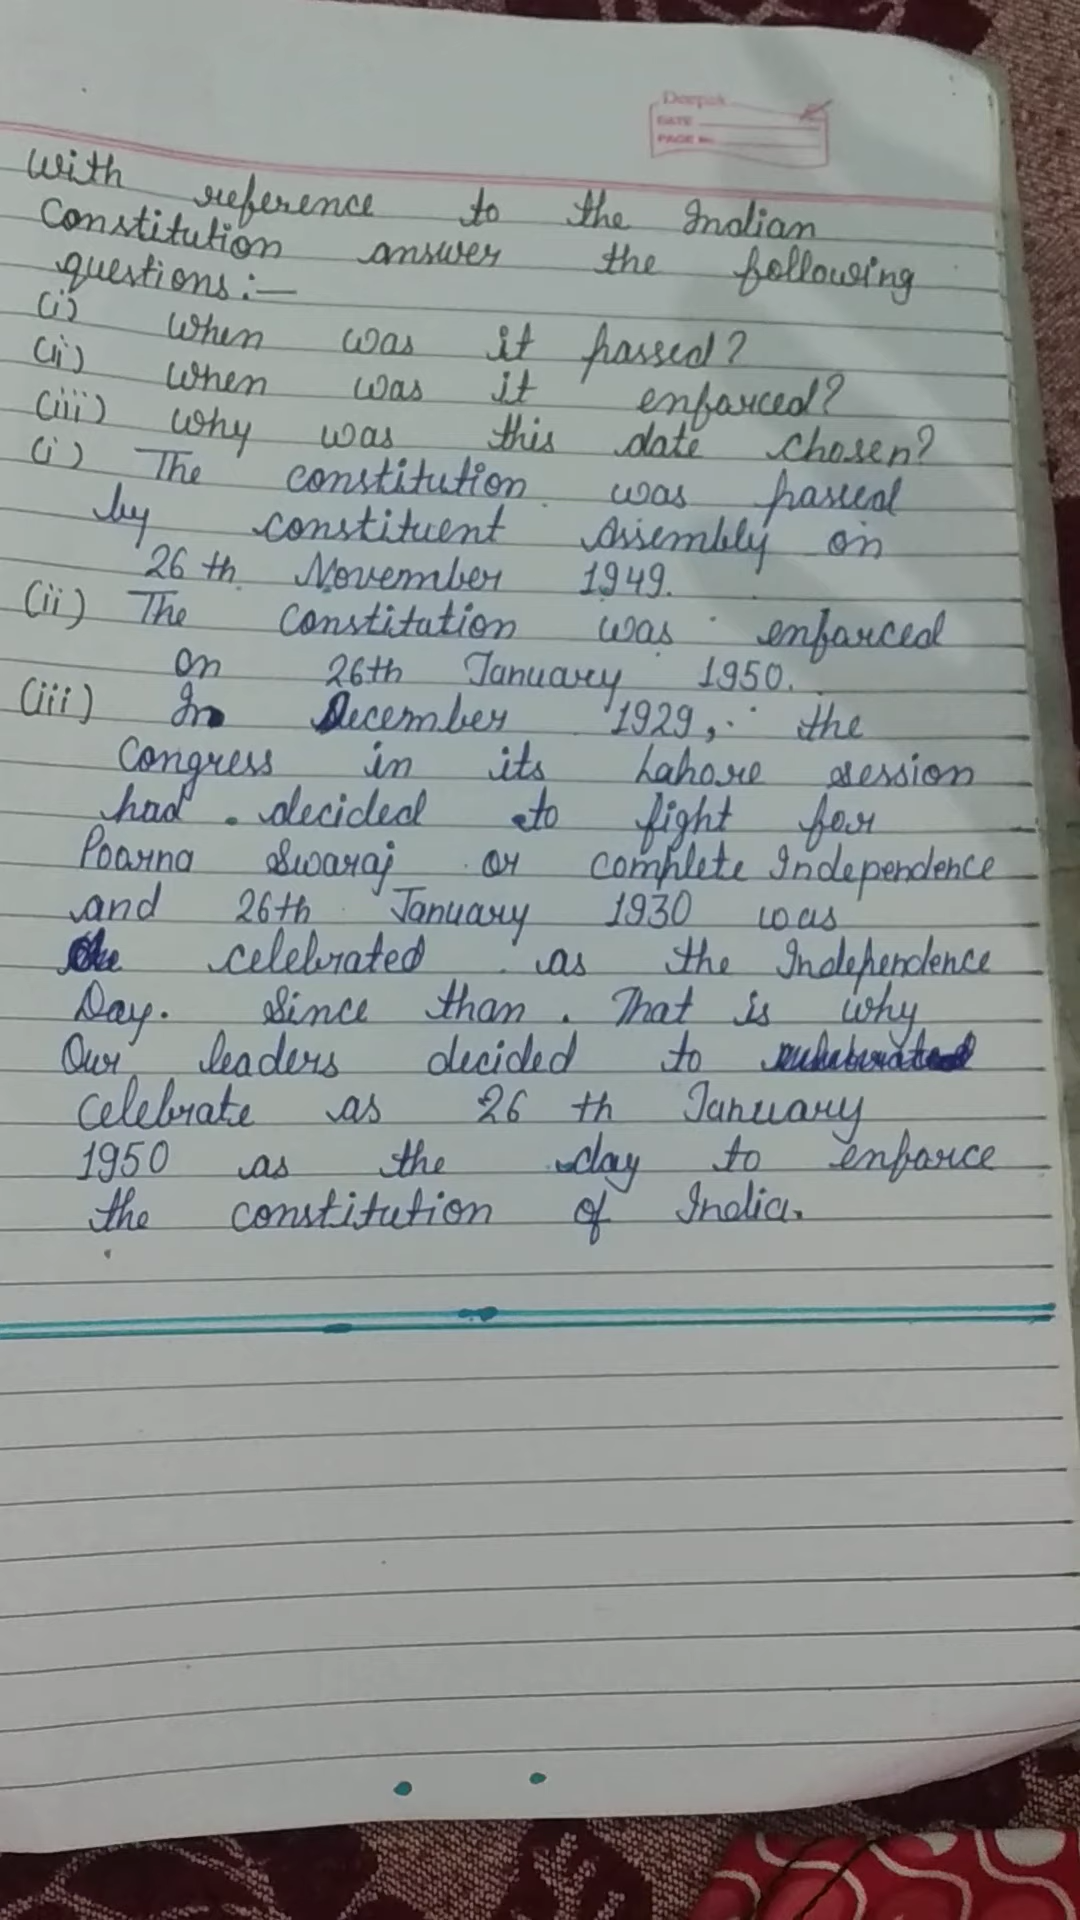 Deepak
DATE
PAGE No.
With reference to the Indian
Constitution answer the following
questions:-
(i) When was it passed?
(ii) When was it enforced?
(iii) Why was this date chosen?
(i) The constitution was passed
by constituent Assembly on
26 th November 1949.
(ii) The Constitution was enforced
on 26th January 1950.
(iii) In December 1929, the
Congress in its Lahore session
had decided to fight for
Poarna Swaraj or complete Independence
and 26th January 1930 was
celebrated as the Independence
Day. Since than. That is why
Our leaders decided to
celebrate as 26 th January
1950 as the day to enforce
the constitution of India.